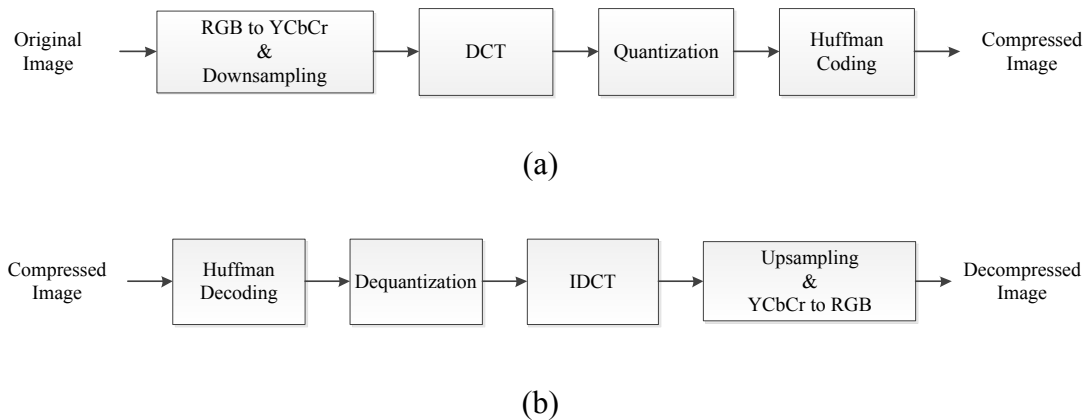 Original
Image
RGB to YCbCr
&
Downsampling
DCT
Quantization
Huffman
Coding
Compressed
Image
(a)
Compressed
Image
Huffman
Decoding
Dequantization
IDCT
Upsampling
&
YCbCr to RGB
Decompressed
Image
(b)